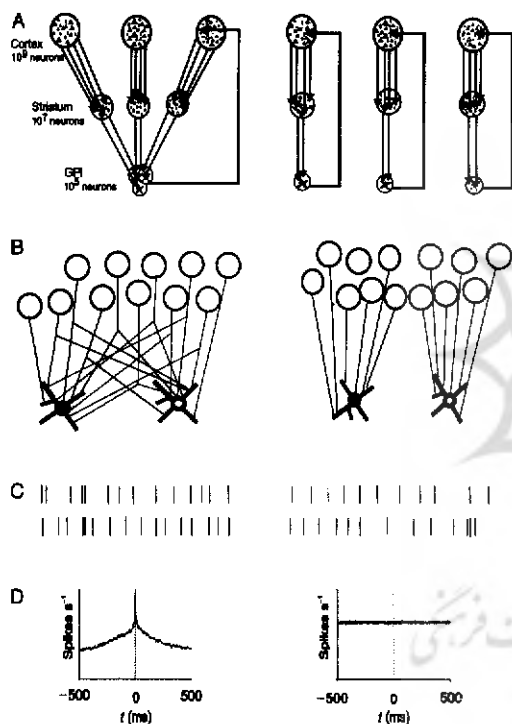 A
Cortex
10⁹ neurons
Striatum
10⁷ neurons
GPi
10⁵ neurons
B
C
D
Spikes s⁻¹
−500 0 500
t (ms)
Spikes s⁻¹
−500 0 500
t (ms)